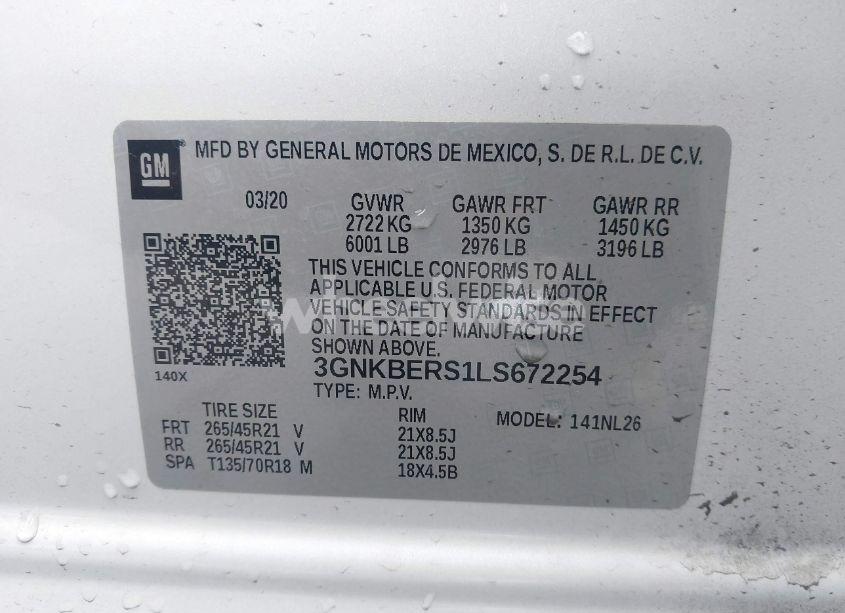 GM MFD BY GENERAL MOTORS DE MEXICO, S. DE R.L. DE C.V.
03/20 GVWR GAWR FRT GAWR RR
2722 KG 1350 KG 1450 KG
6001 LB 2976 LB 3196 LB
THIS VEHICLE CONFORMS TO ALL
APPLICABLE U.S. FEDERAL MOTOR
VEHICLE SAFETY STANDARDS IN EFFECT
ON THE DATE OF MANUFACTURE
SHOWN ABOVE.
140X
3GNKBERS1LS672254
TYPE: M.P.V.
TIRE SIZE RIM MODEL: 141NL26
FRT 265/45R21 V 21X8.5J
RR 265/45R21 V 21X8.5J
SPA T135/70R18 M 18X4.5B